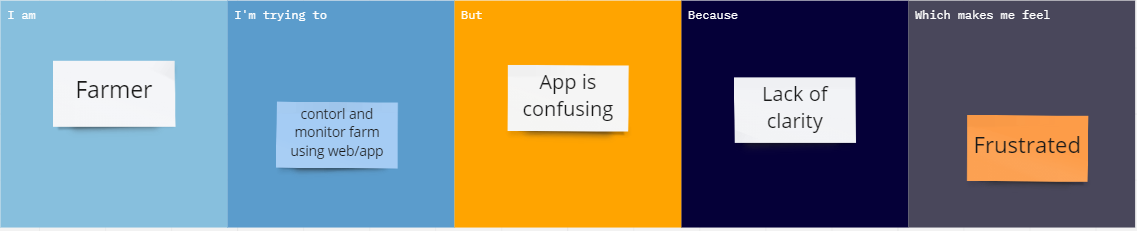 I am
Farmer
I'm trying to
contorl and
monitor farm
using web/app
But
App is
confusing
Because
Lack of
clarity
Which makes me feel
Frustrated